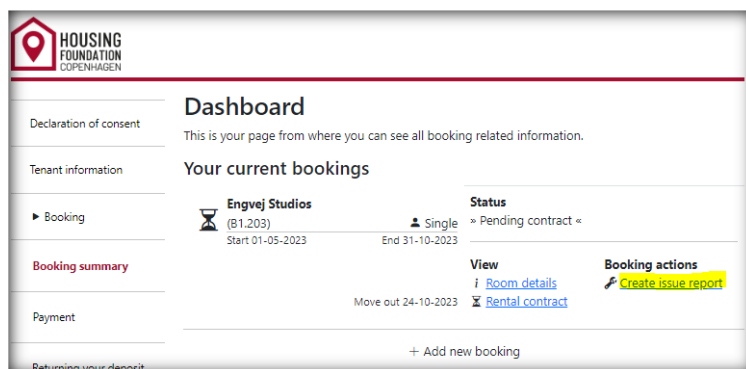 HOUSING
FOUNDATION
COPENHAGEN
Declaration of consent
Tenant information
► Booking
Booking summary
Payment
Returning your deposit
Dashboard
This is your page from where you can see all booking related information.
Your current bookings
Engvej Studios
(B1.203) Single
Start 01-05-2023 End 31-10-2023
Move out 24-10-2023
Status
» Pending contract «
View
i Room details
Rental contract
Booking actions
Create issue report
+ Add new booking